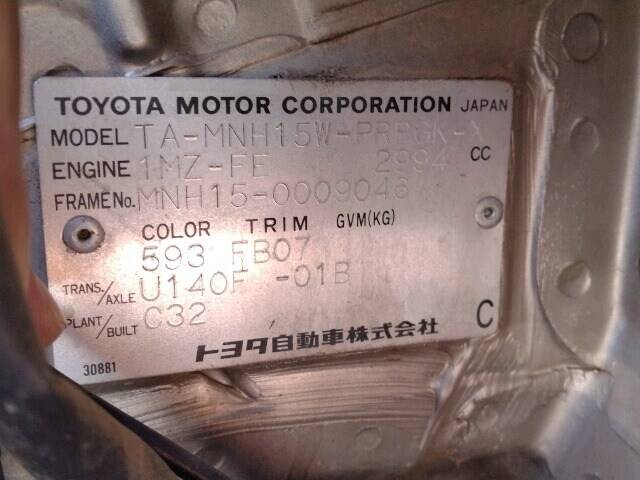 TOYOTA MOTOR CORPORATION JAPAN
MODEL TA-MNH15W-PRPGK-X
ENGINE 1MZ-FE 2994 CC
FRAME No. MNH15-0009046
COLOR TRIM GVM(KG)
593 FB07
TRANS./AXLE U140F -01B
PLANT/BUILT C32
トヨタ自動車株式会社 C
30881